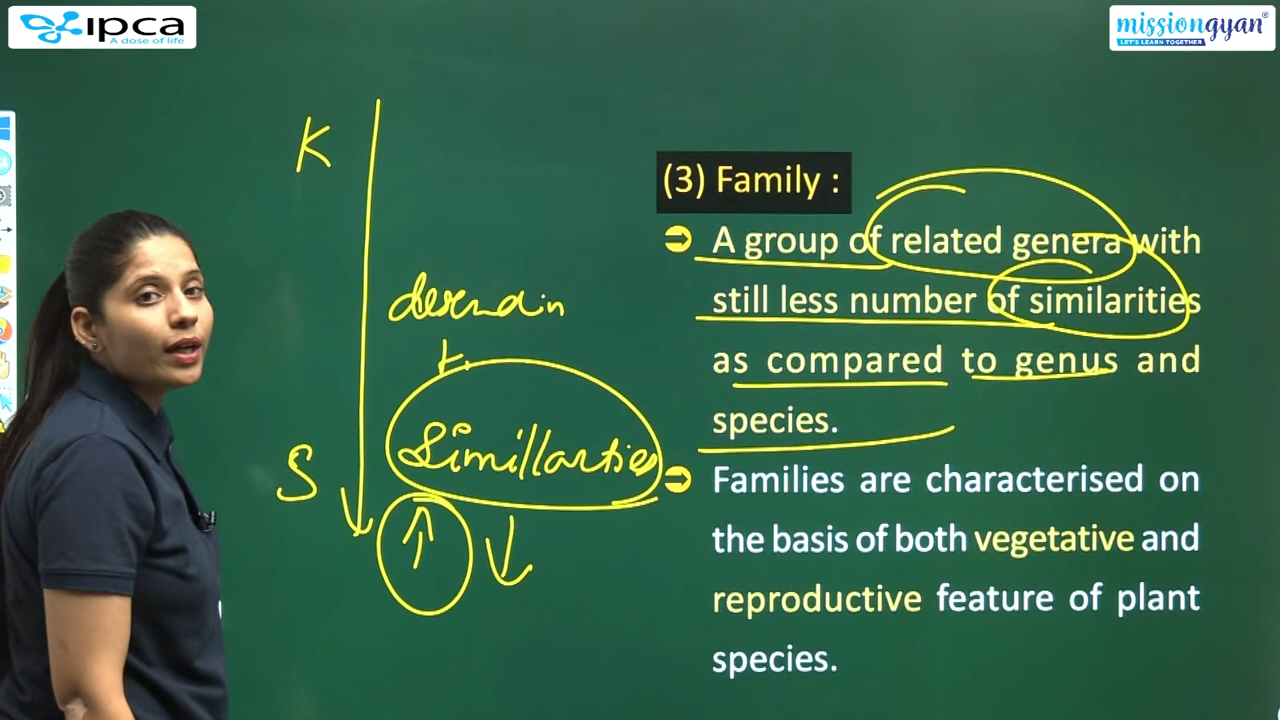 ipca
A dose of life
missiongyan®
LET'S LEARN TOGETHER
K
S
Simillarties
(3) Family :
A group of related genera with
still less number of similarities
as compared to genus and
species.
Families are characterised on
the basis of both vegetative and
reproductive feature of plant
species.